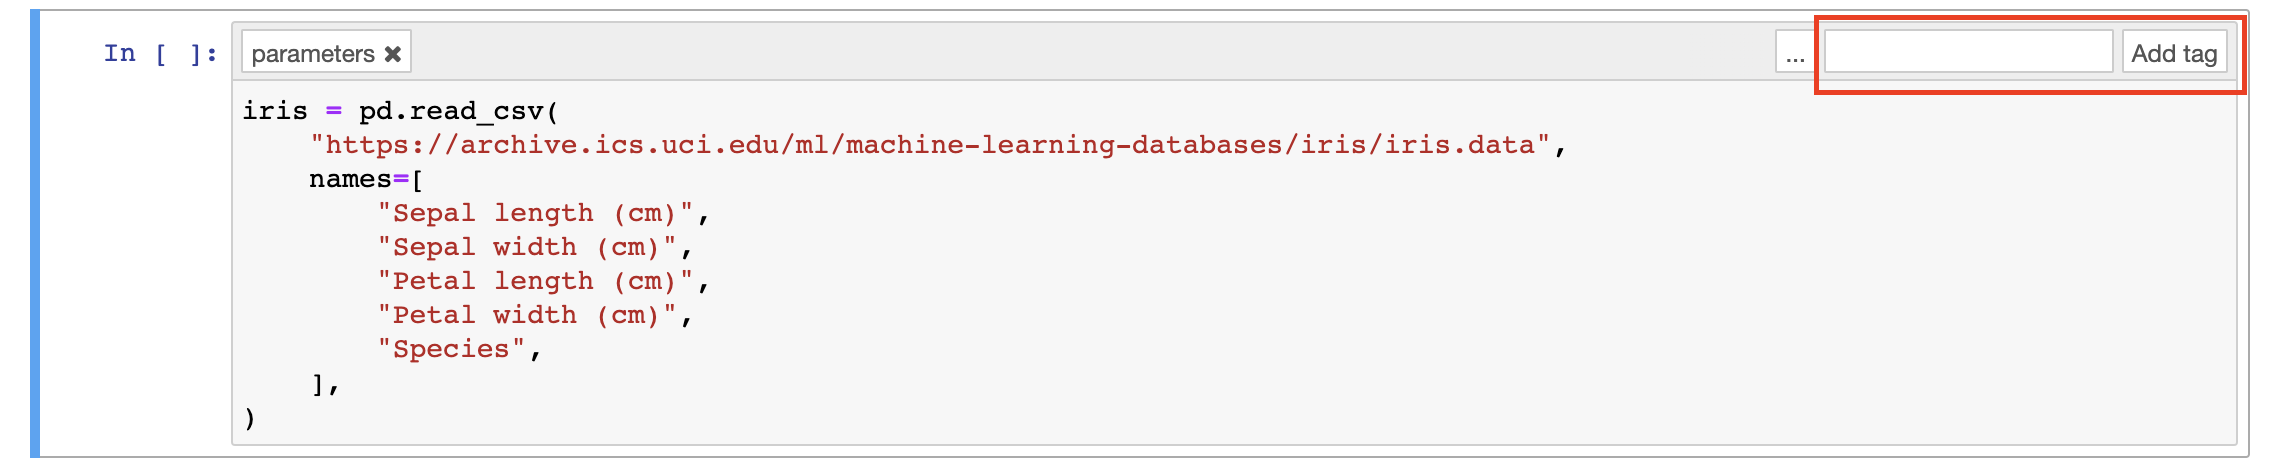 In [ ]: parameters ✖ ... Add tag
iris = pd.read_csv(
    "https://archive.ics.uci.edu/ml/machine-learning-databases/iris/iris.data",
    names=[
        "Sepal length (cm)",
        "Sepal width (cm)",
        "Petal length (cm)",
        "Petal width (cm)",
        "Species",
    ],
)